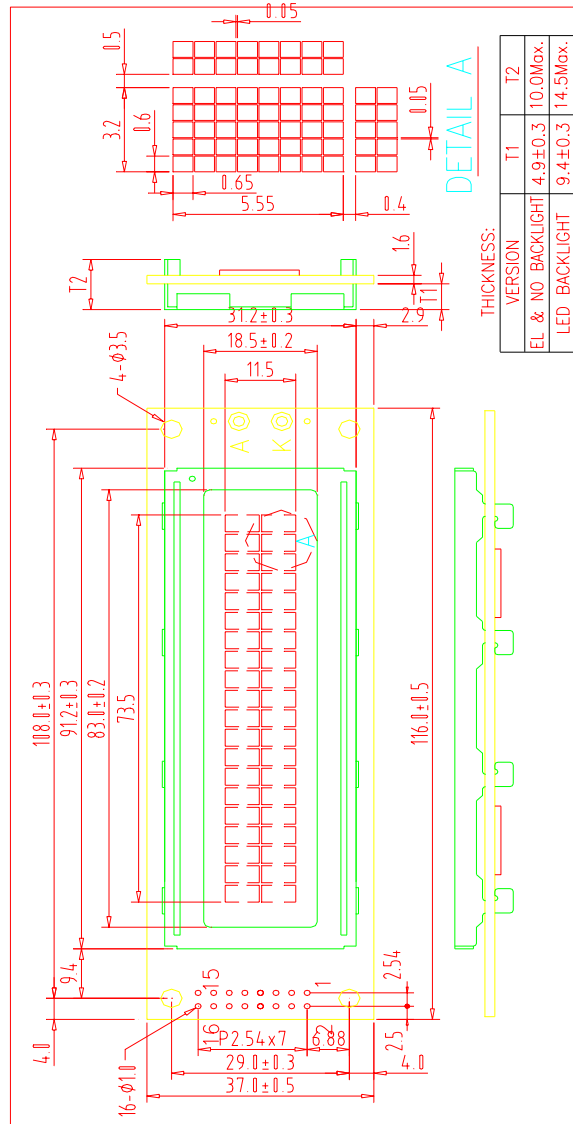 0.05
0.5
3.2
0.6
0.05
0.65
5.55
0.4
DETAIL A
THICKNESS:
VERSION T1 T2
EL & NO BACKLIGHT 4.9±0.3 10.0Max.
LED BACKLIGHT 9.4±0.3 14.5Max.
T2
1.6
T1
31.2±0.3
2.9
18.5±0.2
11.5
4-Φ3.5
A
K
A
108.0±0.3
91.2±0.3
83.0±0.2
73.5
116.0±0.5
9.4
4.0
15
1
16
2
2.54
2.5
P2.54x7
6.88
16-Φ1.0
29.0±0.3
4.0
37.0±0.5